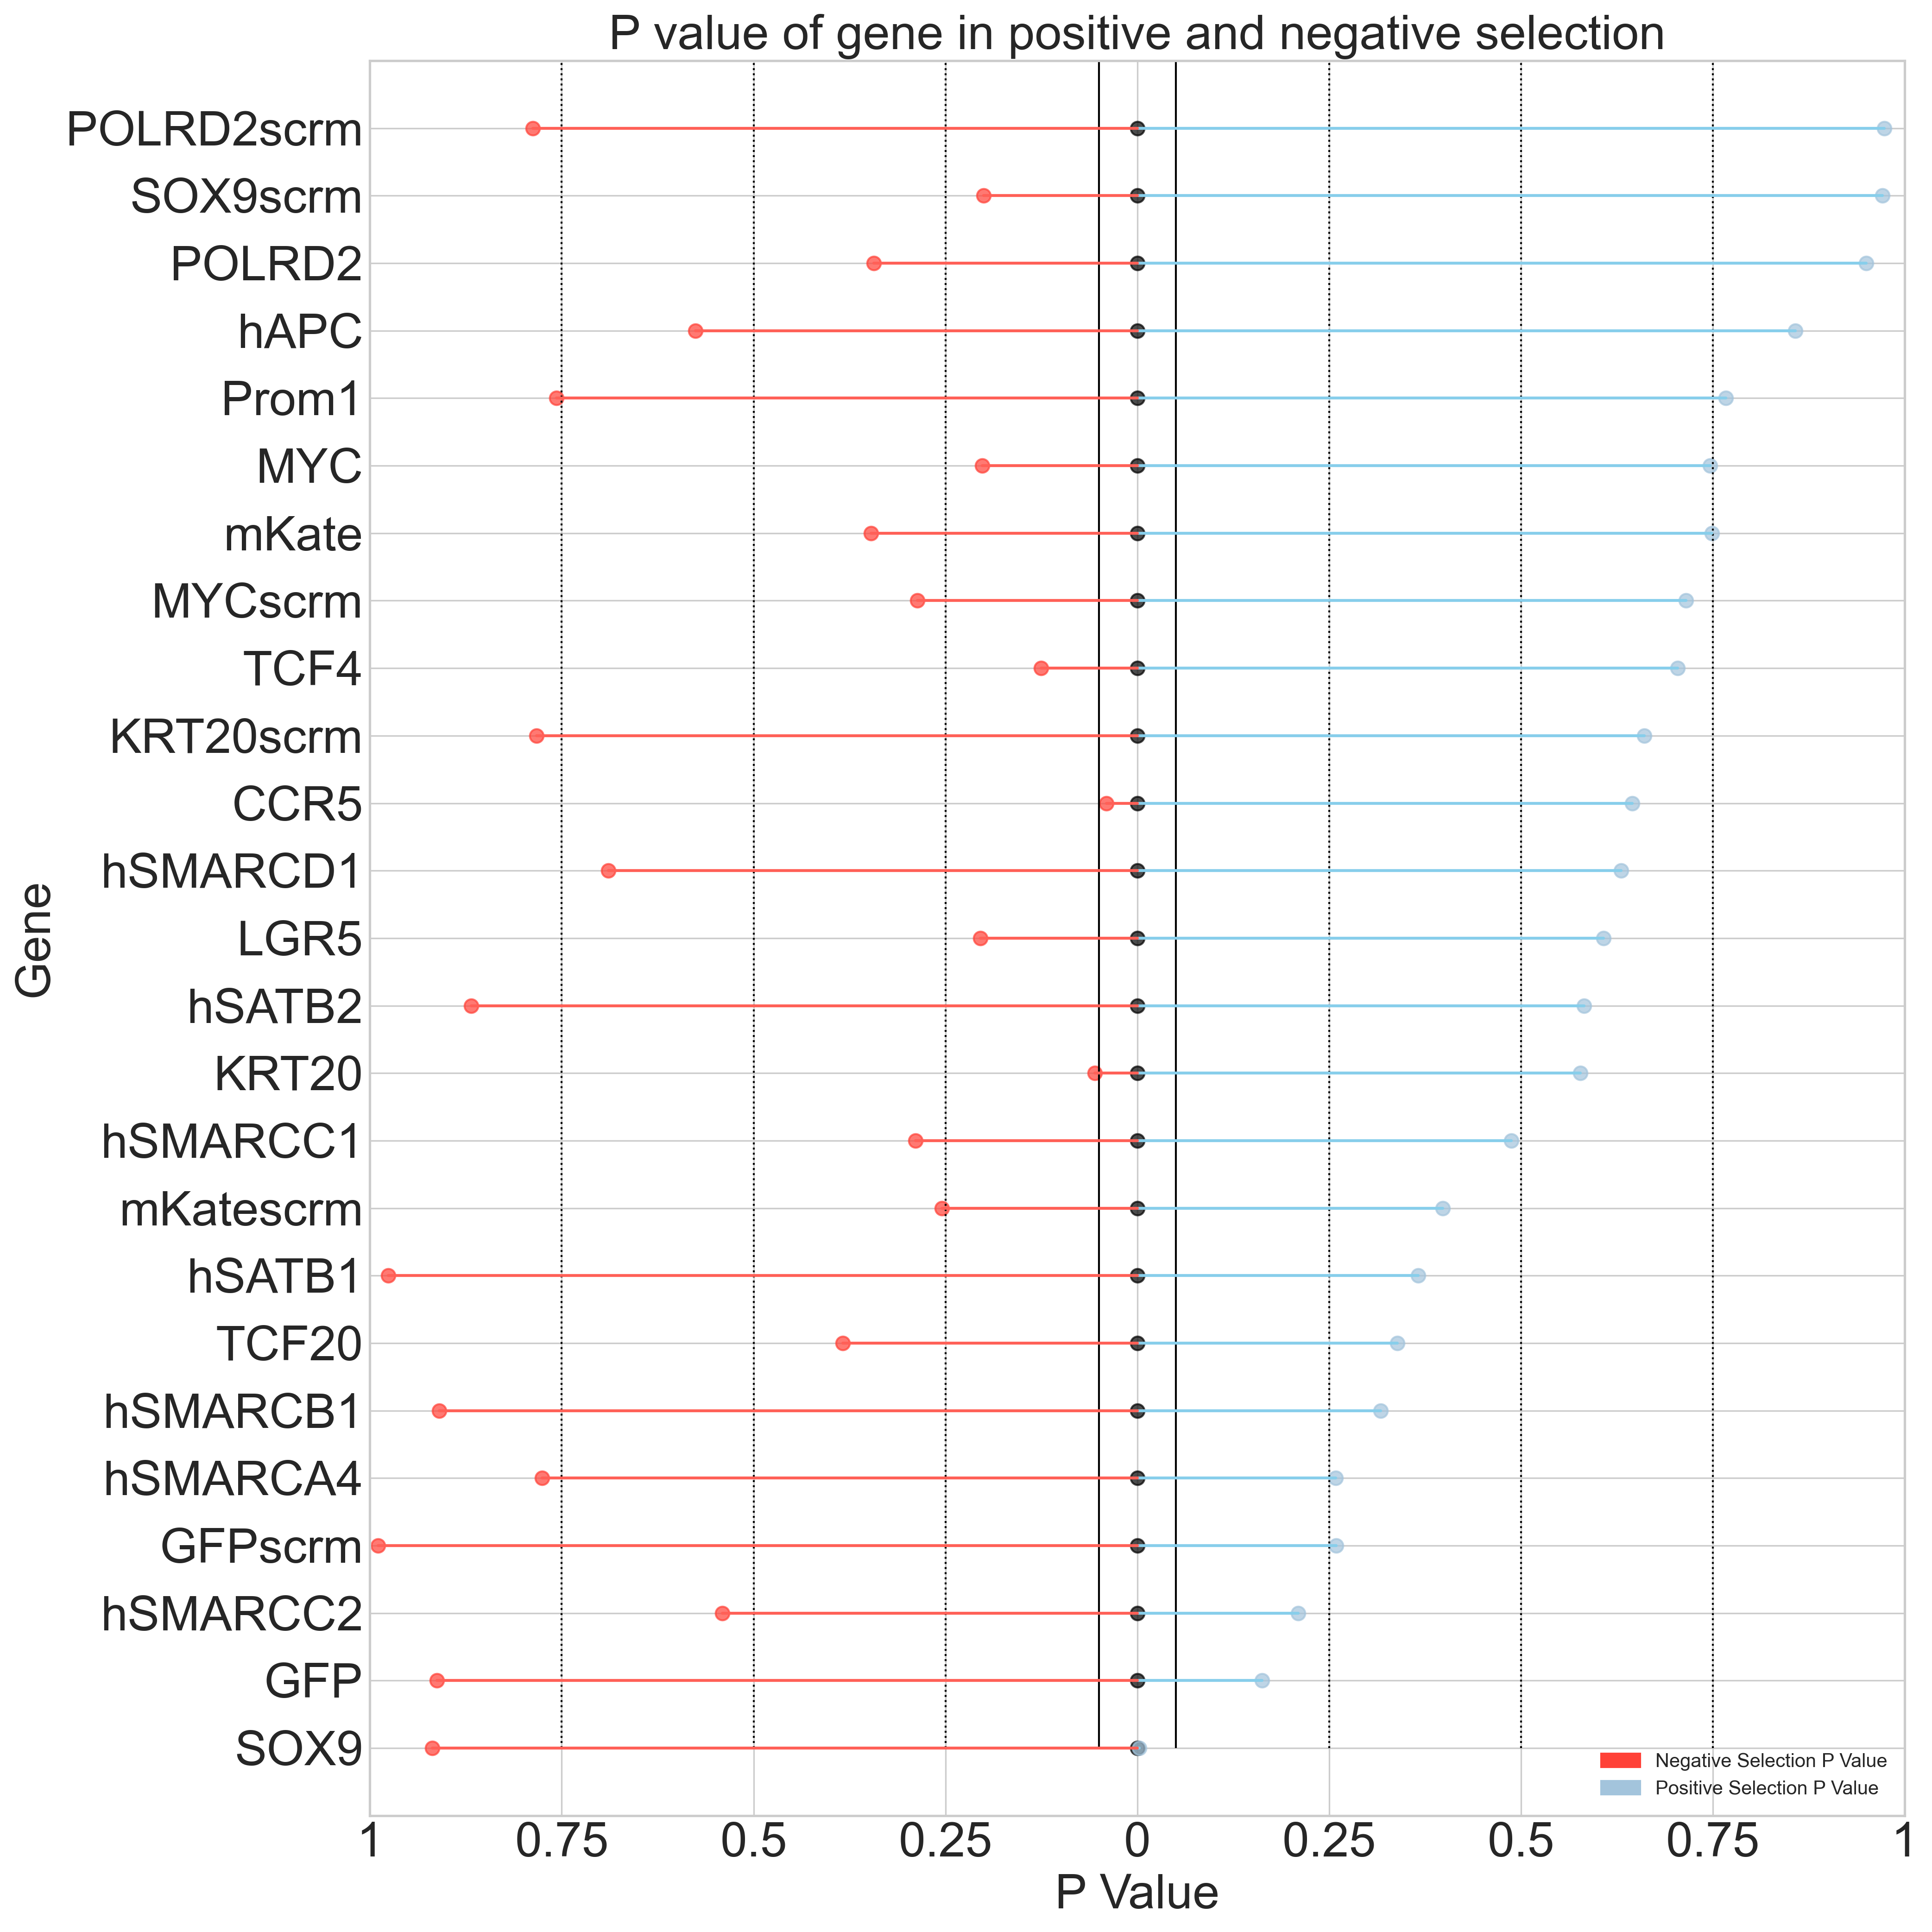 P value of gene in positive and negative selection
POLRD2scrm
SOX9scrm
POLRD2
hAPC
Prom1
MYC
mKate
MYCscrm
TCF4
KRT20scrm
CCR5
hSMARCD1
LGR5
hSATB2
KRT20
hSMARCC1
mKatescrm
hSATB1
TCF20
hSMARCB1
hSMARCA4
GFPscrm
hSMARCC2
GFP
SOX9
Gene
Negative Selection P Value
Positive Selection P Value
1 0.75 0.5 0.25 0 0.25 0.5 0.75 1
P Value